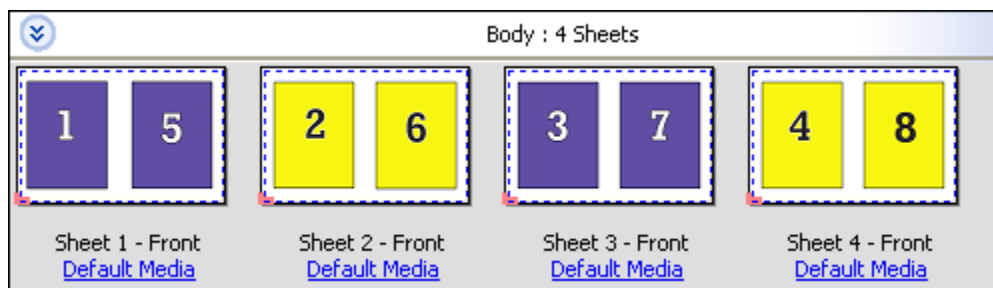 Body : 4 Sheets
1 5 2 6 3 7 4 8
Sheet 1 - Front Sheet 2 - Front Sheet 3 - Front Sheet 4 - Front
Default Media Default Media Default Media Default Media